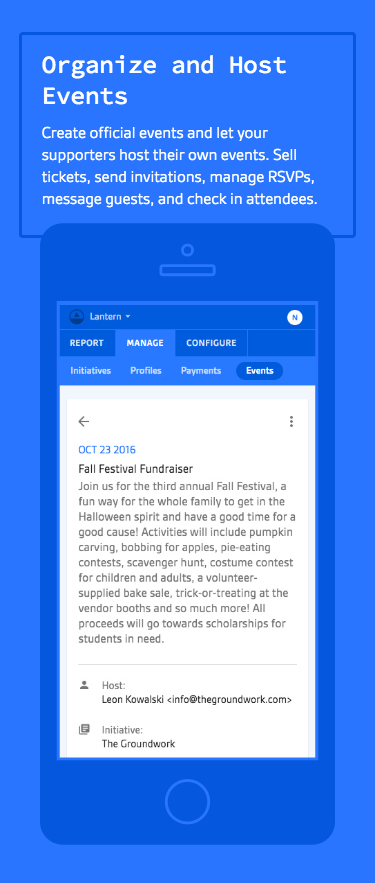 Organize and Host
Events
Create official events and let your
supporters host their own events. Sell
tickets, send invitations, manage RSVPs,
message guests, and check in attendees.
Lantern
N
REPORT MANAGE CONFIGURE
Initiatives Profiles Payments Events
OCT 23 2016
Fall Festival Fundraiser
Join us for the third annual Fall Festival, a
fun way for the whole family to get in the
Halloween spirit and have a good time for a
good cause! Activities will include pumpkin
carving, bobbing for apples, pie-eating
contests, scavenger hunt, costume contest
for children and adults, a volunteer-
supplied bake sale, trick-or-treating at the
vendor booths and so much more! All
proceeds will go towards scholarships for
students in need.
Host:
Leon Kowalski <info@thegroundwork.com>
Initiative:
The Groundwork